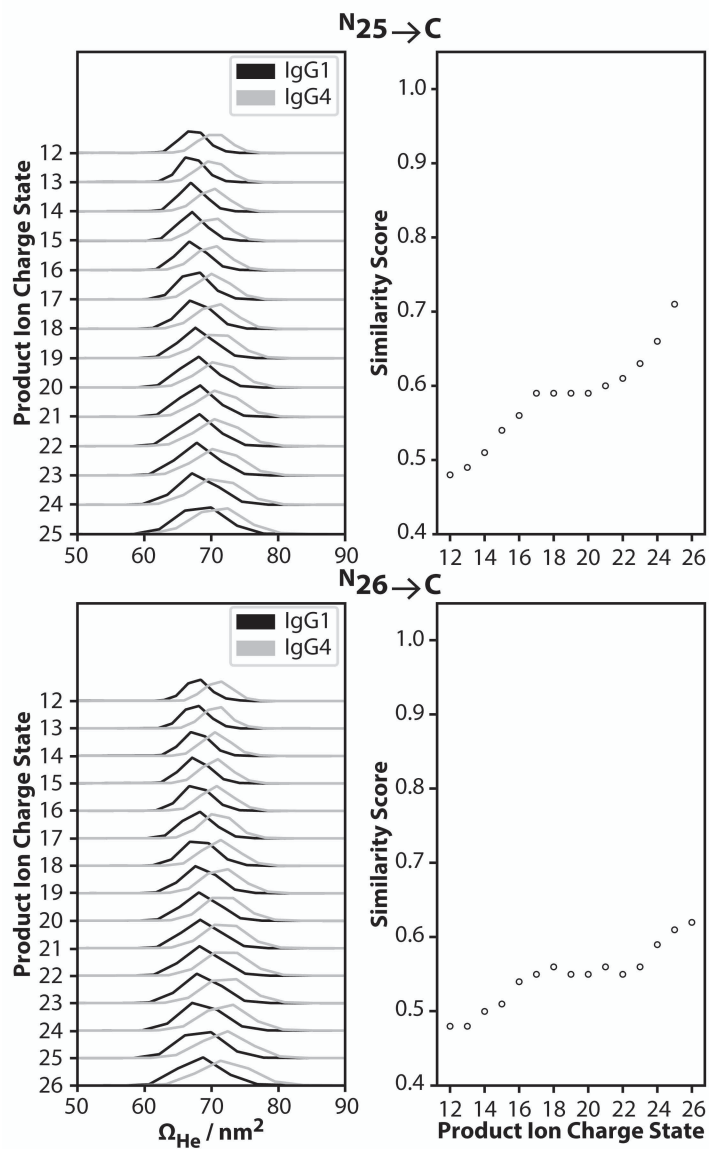 N25→C
IgG1
IgG4
Product Ion Charge State
12
13
14
15
16
17
18
19
20
21
22
23
24
25
50 60 70 80 90
Similarity Score
1.0
0.9
0.8
0.7
0.6
0.5
0.4
12 14 16 18 20 22 24 26
N26→C
IgG1
IgG4
Product Ion Charge State
12
13
14
15
16
17
18
19
20
21
22
23
24
25
26
50 60 70 80 90
ΩHe / nm²
Similarity Score
1.0
0.9
0.8
0.7
0.6
0.5
0.4
12 14 16 18 20 22 24 26
Product Ion Charge State